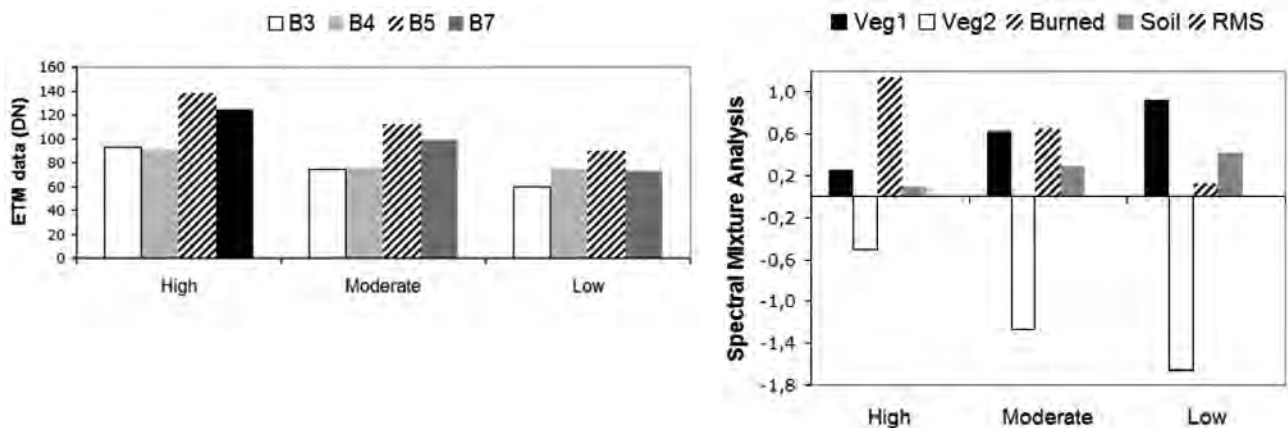 B3 B4 B5 B7
ETM data (DN)
160
140
120
100
80
60
40
20
0
High Moderate Low
Veg1 Veg2 Burned Soil RMS
Spectral Mixture Analysis
1,0
0,6
0,2
-0,2
-0,6
-1,0
-1,4
-1,8
High Moderate Low